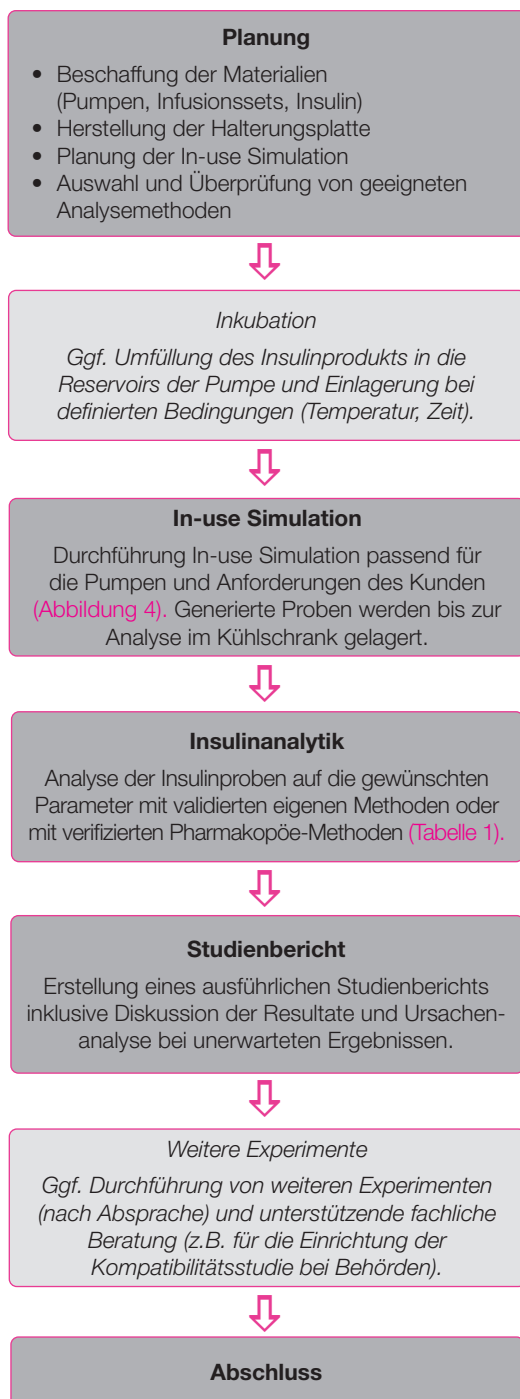 Planung
• Beschaffung der Materialien
(Pumpen, Infusionssets, Insulin)
• Herstellung der Halterungsplatte
• Planung der In-use Simulation
• Auswahl und Überprüfung von geeigneten
Analysemethoden
Inkubation
Ggf. Umfüllung des Insulinprodukts in die
Reservoirs der Pumpe und Einlagerung bei
definierten Bedingungen (Temperatur, Zeit).
In-use Simulation
Durchführung In-use Simulation passend für
die Pumpen und Anforderungen des Kunden
(Abbildung 4). Generierte Proben werden bis zur
Analyse im Kühlschrank gelagert.
Insulinanalytik
Analyse der Insulinproben auf die gewünschten
Parameter mit validierten eigenen Methoden oder
mit verifizierten Pharmakopöe-Methoden (Tabelle 1).
Studienbericht
Erstellung eines ausführlichen Studienberichts
inklusive Diskussion der Resultate und Ursachen-
analyse bei unerwarteten Ergebnissen.
Weitere Experimente
Ggf. Durchführung von weiteren Experimenten
(nach Absprache) und unterstützende fachliche
Beratung (z.B. für die Einrichtung der
Kompatibilitätsstudie bei Behörden).
Abschluss